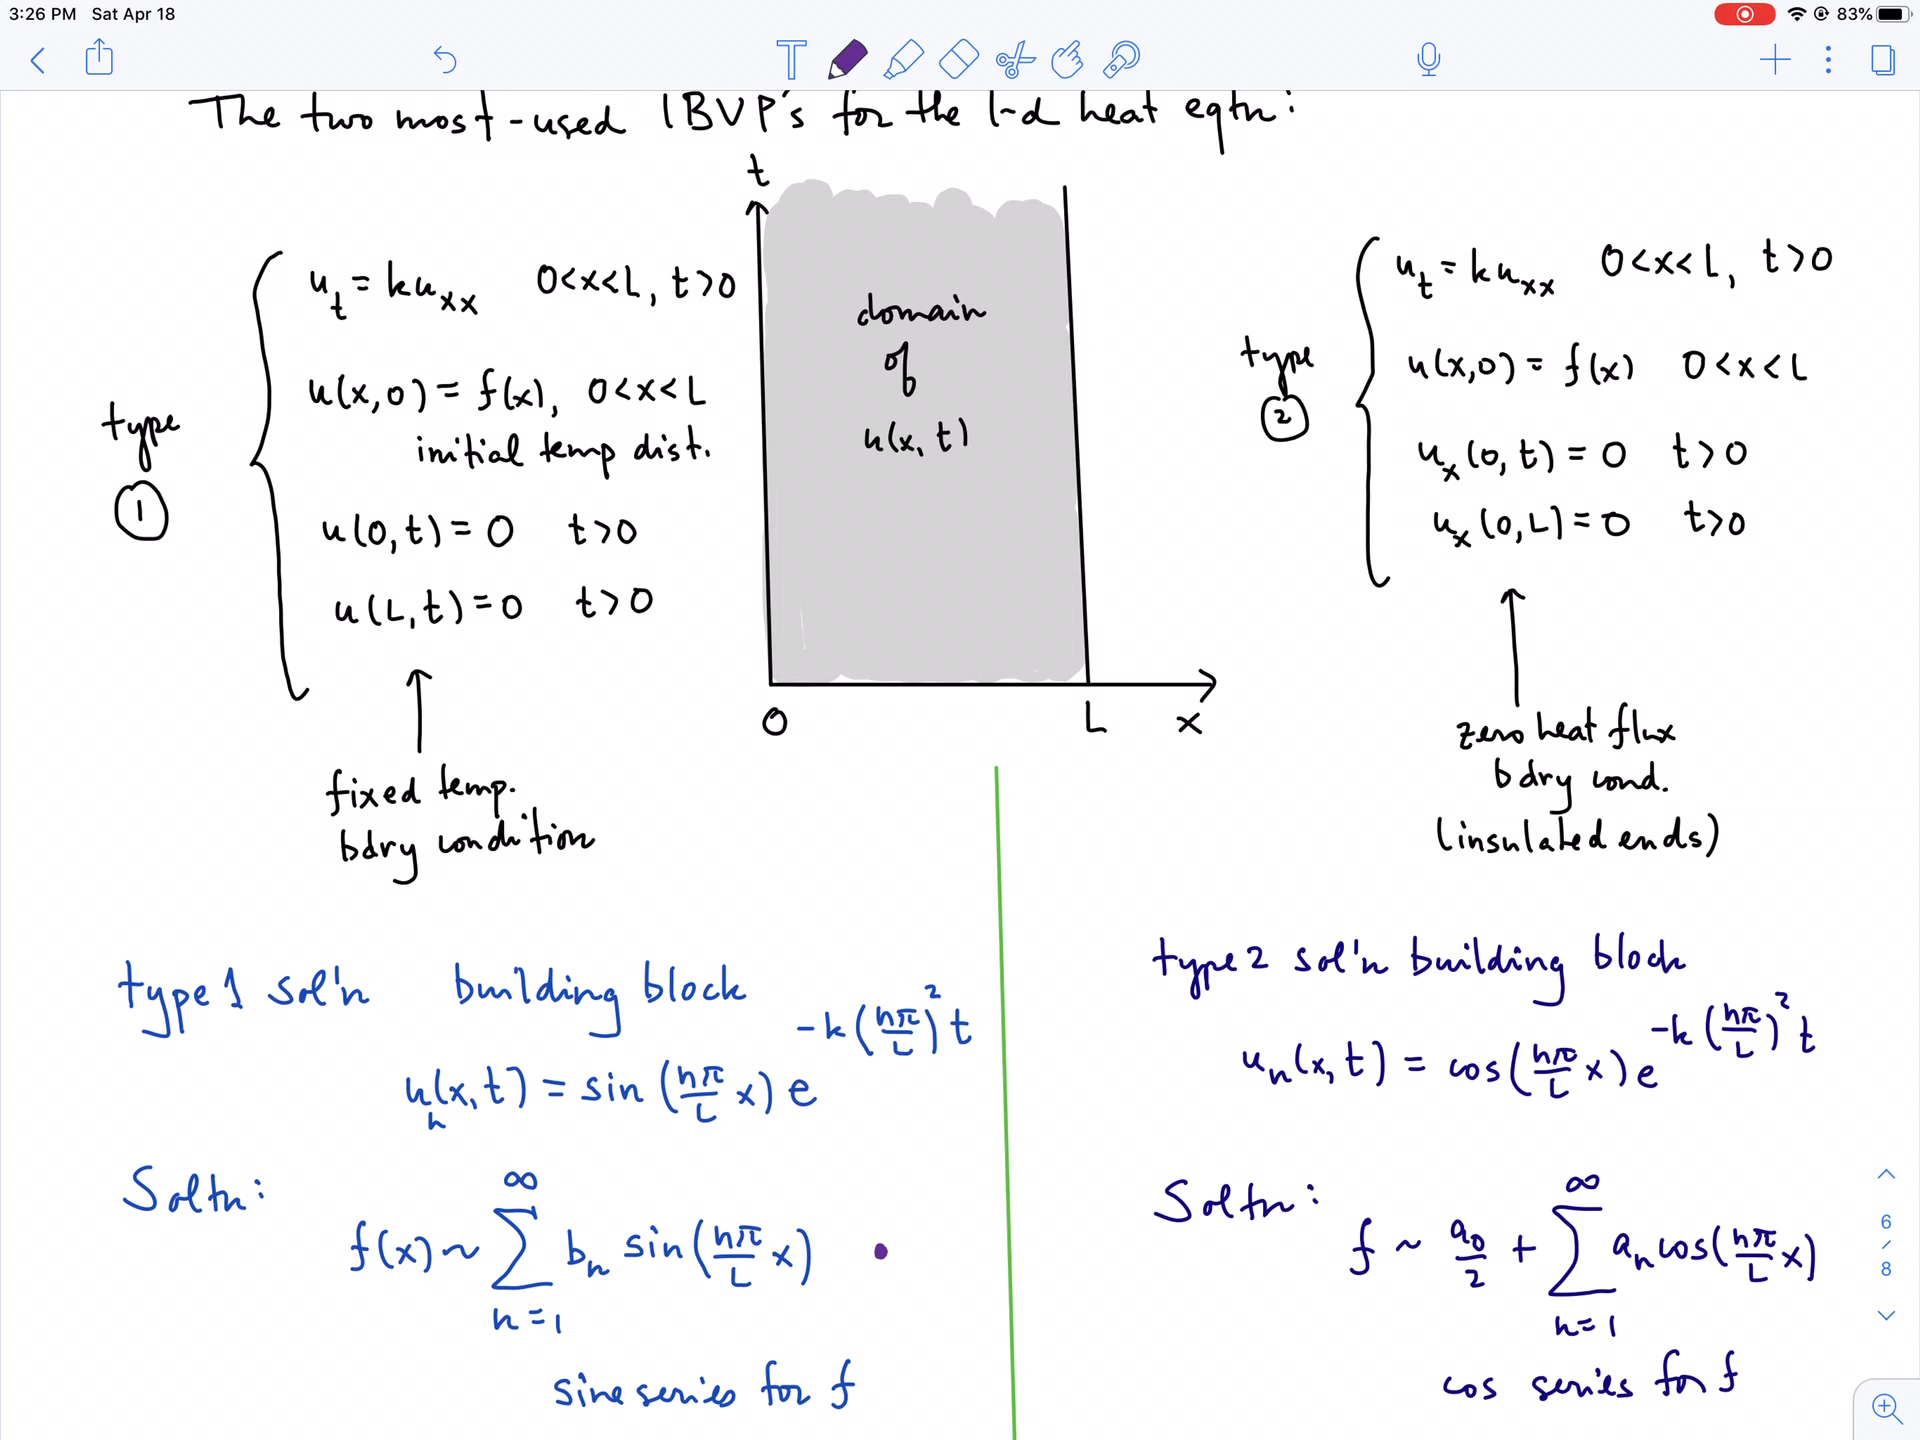 3:26 PM Sat Apr 18
83%
The two most-used IBVP's for the 1-d heat eqtn:
type
①
u_t = ku_xx 0<x<L, t>0
u(x,0) = f(x), 0<x<L
initial temp dist.
u(0,t) = 0 t>0
u(L,t) = 0 t>0
fixed temp.
bdry condition
t
domain
of
u(x,t)
0 L x
type
②
u_t = ku_xx 0<x<L, t>0
u(x,0) = f(x) 0<x<L
u_x(0,t) = 0 t>0
u_x(0,L) = 0 t>0
zero heat flux
bdry cond.
(insulated ends)
type 1 sol'n building block
u_n(x,t) = sin(nπ/L x) e^{-k(nπ/L)^2 t}
Soltn:
f(x) ~ ∑_{n=1}^{∞} b_n sin(nπ/L x)
sine series for f
type 2 sol'n building block
u_n(x,t) = cos(nπ/L x) e^{-k(nπ/L)^2 t}
Soltn:
f ~ a_0/2 + ∑_{n=1}^{∞} a_n cos(nπ/L x)
cos series for f
6
/
8